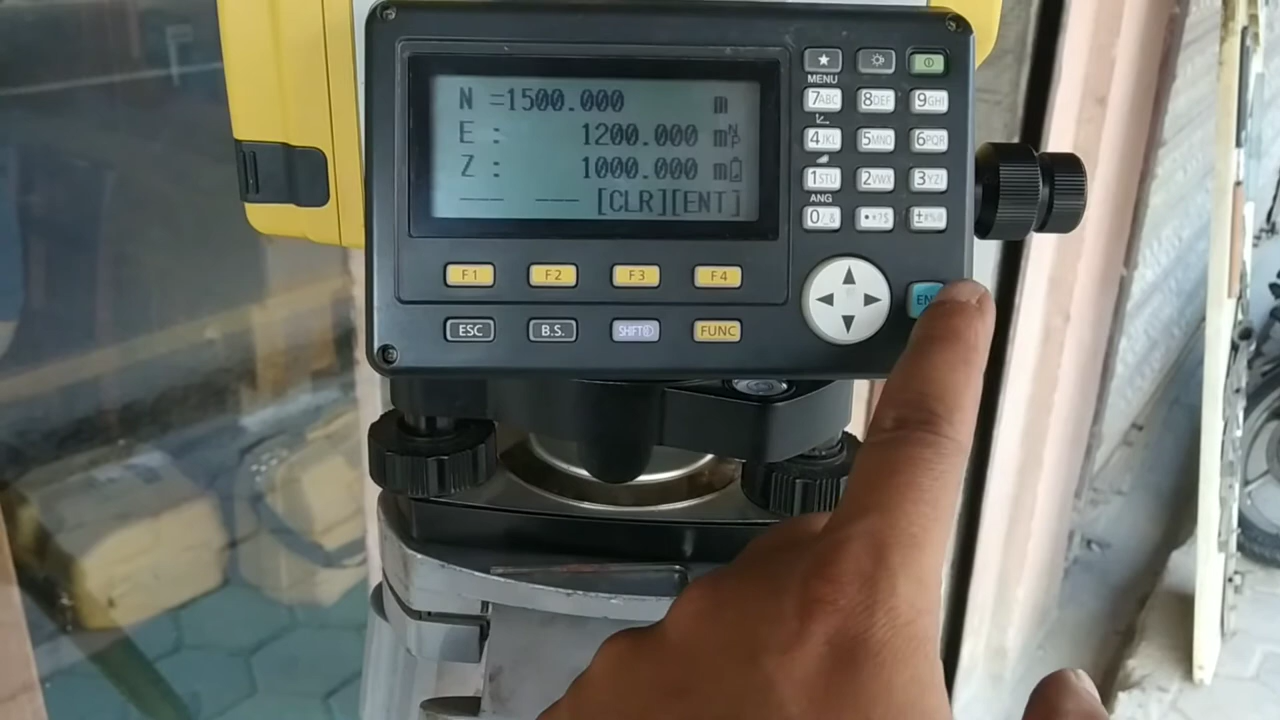 N =1500.000 m
E : 1200.000 m
Z : 1000.000 m
[CLR][ENT]
MENU
7ABC 8DEF 9GHI
4JKL 5MNO 6PQR
1STU 2VWX 3YZ
ANG
0
F1 F2 F3 F4
ESC B.S. SHIFT FUNC